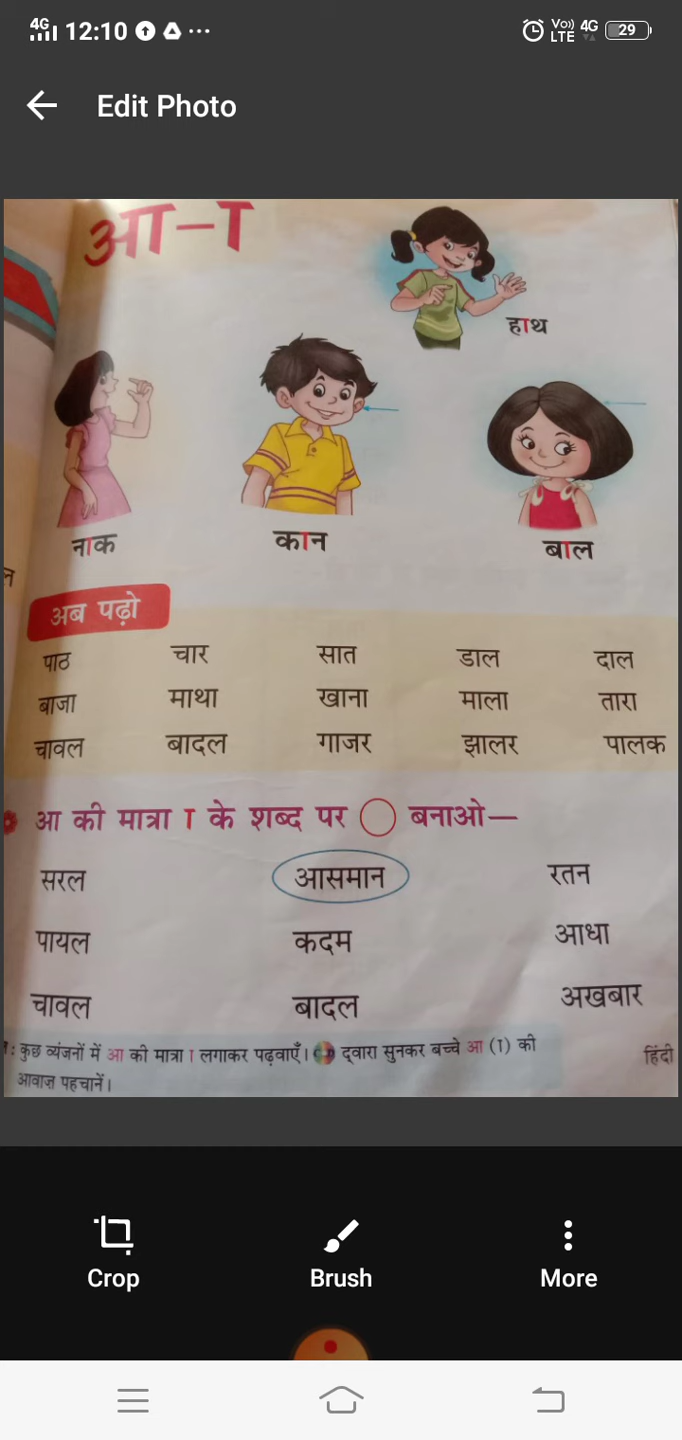 4G 12:10 ... Vo) LTE 4G 29
Edit Photo
आ–ा
हाथ
नाक कान बाल
अब पढ़ो
पाठ चार सात डाल दाल
बाजा माथा खाना माला तारा
चावल बादल गाजर झालर पालक
आ की मात्रा ा के शब्द पर ◯ बनाओ—
सरल आसमान रतन
पायल कदम आधा
चावल बादल अखबार
: कुछ व्यंजनों में आ की मात्रा ा लगाकर पढ़वाएँ। द्वारा सुनकर बच्चे आ (ा) की
आवाज़ पहचानें।
हिंदी
Crop Brush More